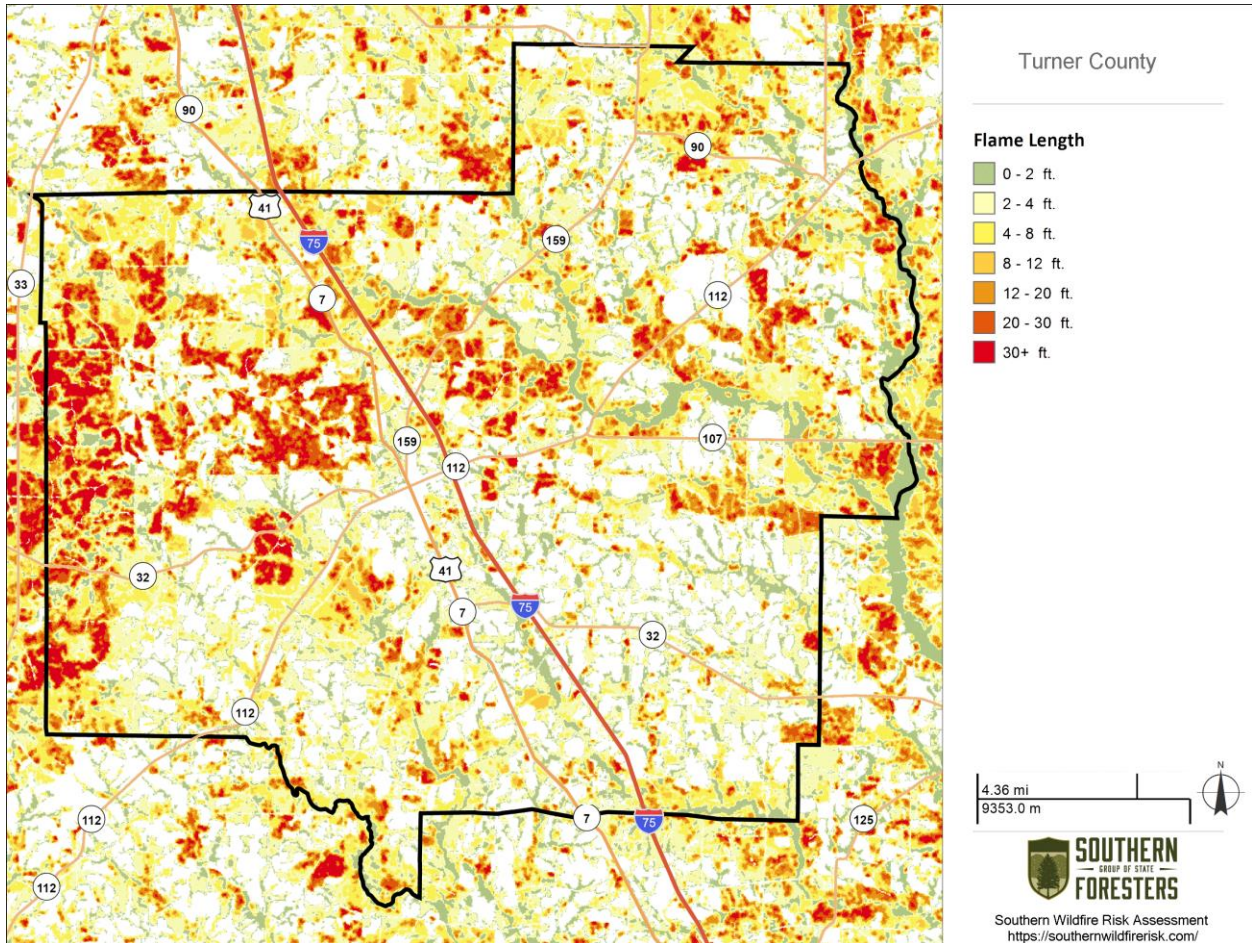 Turner County
Flame Length
0 - 2 ft.
2 - 4 ft.
4 - 8 ft.
8 - 12 ft.
12 - 20 ft.
20 - 30 ft.
30+ ft.
90
90
41
75
159
33
7
112
159
107
112
32
41
7
75
32
112
112
7
75
125
112
4.36 mi
9353.0 m
N
SOUTHERN
GROUP OF STATE
FORESTERS
Southern Wildfire Risk Assessment
https://southernwildfirerisk.com/